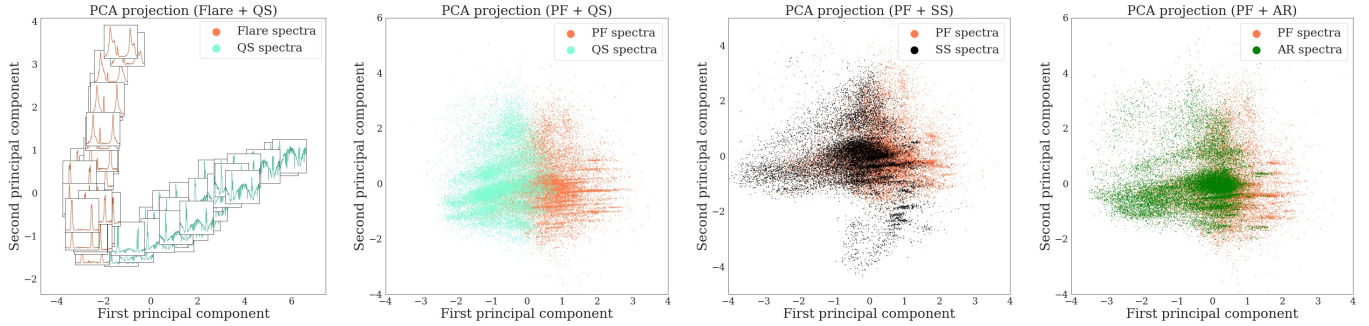 PCA projection (Flare + QS)
Flare spectra
QS spectra
4
3
2
1
0
−1
−2
Second principal component
−4
−2
0
2
4
6
First principal component
PCA projection (PF + QS)
PF spectra
QS spectra
6
4
2
0
−2
−4
Second principal component
−4
−3
−2
−1
0
1
2
3
4
First principal component
PCA projection (PF + SS)
PF spectra
SS spectra
4
2
0
−2
−4
Second principal component
−4
−3
−2
−1
0
1
2
3
4
First principal component
PCA projection (PF + AR)
PF spectra
AR spectra
6
4
2
0
−2
−4
Second principal component
−4
−3
−2
−1
0
1
2
3
4
First principal component